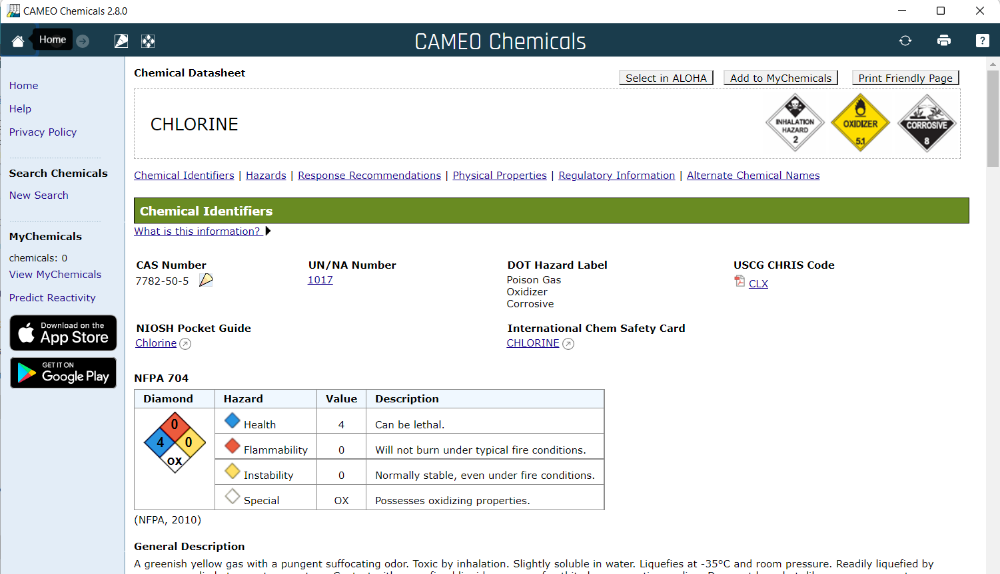 CAMEO Chemicals 2.8.0
Home
CAMEO Chemicals
?
Home
Help
Privacy Policy
Search Chemicals
New Search
MyChemicals
chemicals: 0
View MyChemicals
Predict Reactivity
Download on the
App Store
GET IT ON
Google Play
Chemical Datasheet
Select in ALOHA
Add to MyChemicals
Print Friendly Page
CHLORINE
INHALATION
HAZARD
2
OXIDIZER
5.1
CORROSIVE
8
Chemical Identifiers | Hazards | Response Recommendations | Physical Properties | Regulatory Information | Alternate Chemical Names
Chemical Identifiers
What is this information?
CAS Number
7782-50-5
UN/NA Number
1017
DOT Hazard Label
Poison Gas
Oxidizer
Corrosive
USCG CHRIS Code
CLX
NIOSH Pocket Guide
Chlorine
International Chem Safety Card
CHLORINE
NFPA 704
Diamond Hazard Value Description
0
4 0
OX
Health 4 Can be lethal.
Flammability 0 Will not burn under typical fire conditions.
Instability 0 Normally stable, even under fire conditions.
Special OX Possesses oxidizing properties.
(NFPA, 2010)
General Description
A greenish yellow gas with a pungent suffocating odor. Toxic by inhalation. Slightly soluble in water. Liquefies at -35°C and room pressure. Readily liquefied by